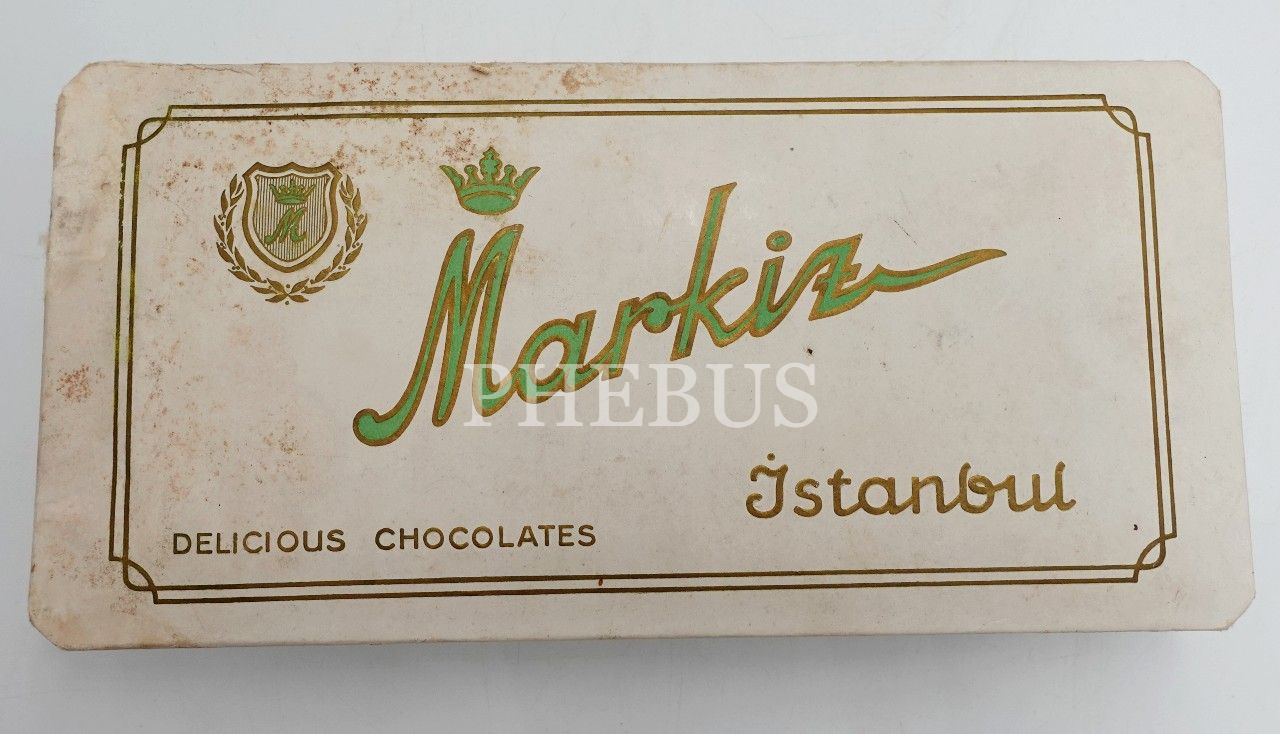 M
Markiz
PHEBUS
İstanbul
DELICIOUS CHOCOLATES